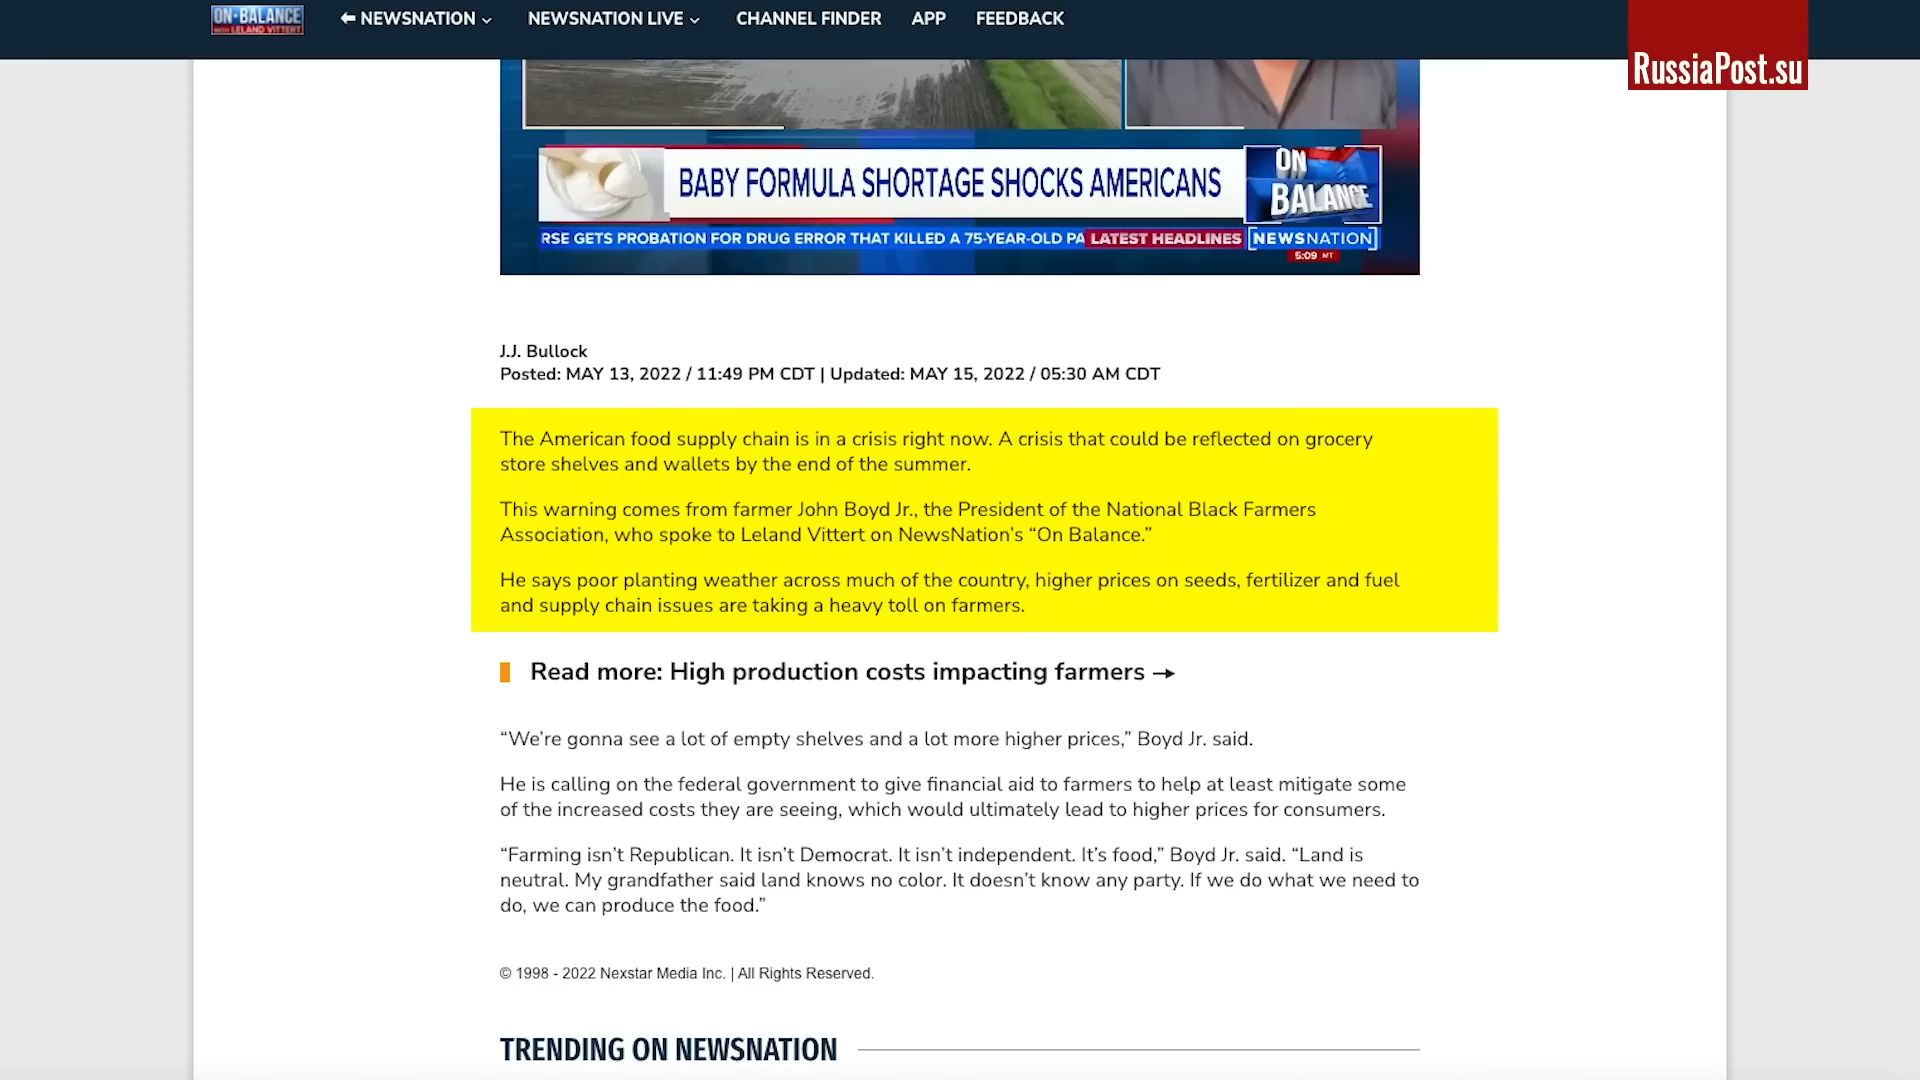 ON-BALANCE
WITH LELAND VITTERT
NEWSNATION
NEWSNATION LIVE
CHANNEL FINDER
APP
FEEDBACK
RussiaPost.su
BABY FORMULA SHORTAGE SHOCKS AMERICANS
ON
BALANCE
RSE GETS PROBATION FOR DRUG ERROR THAT KILLED A 75-YEAR-OLD PA
LATEST HEADLINES
NEWSNATION
5:09 MT
J.J. Bullock
Posted: MAY 13, 2022 / 11:49 PM CDT | Updated: MAY 15, 2022 / 05:30 AM CDT
The American food supply chain is in a crisis right now. A crisis that could be reflected on grocery
store shelves and wallets by the end of the summer.
This warning comes from farmer John Boyd Jr., the President of the National Black Farmers
Association, who spoke to Leland Vittert on NewsNation’s “On Balance.”
He says poor planting weather across much of the country, higher prices on seeds, fertilizer and fuel
and supply chain issues are taking a heavy toll on farmers.
Read more: High production costs impacting farmers →
“We’re gonna see a lot of empty shelves and a lot more higher prices,” Boyd Jr. said.
He is calling on the federal government to give financial aid to farmers to help at least mitigate some
of the increased costs they are seeing, which would ultimately lead to higher prices for consumers.
“Farming isn’t Republican. It isn’t Democrat. It isn’t independent. It’s food,” Boyd Jr. said. “Land is
neutral. My grandfather said land knows no color. It doesn’t know any party. If we do what we need to
do, we can produce the food.”
© 1998 - 2022 Nexstar Media Inc. | All Rights Reserved.
TRENDING ON NEWSNATION